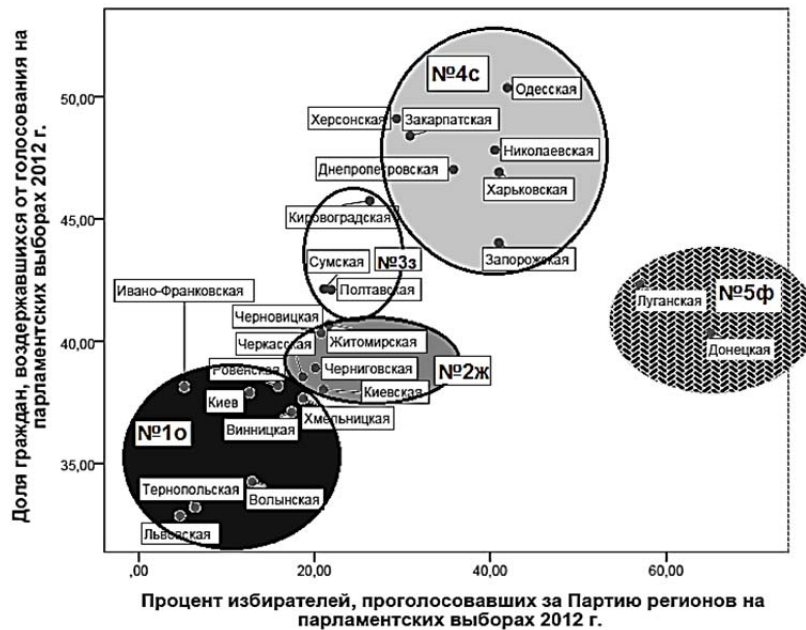 Доля граждан, воздержавшихся от голосования на
парламентских выборах 2012 г.
50,00
45,00
40,00
35,00
№4с
Одесская
Херсонская
Закарпатская
Николаевская
Днепропетровская
Харьковская
Кировоградская
Запорожская
Сумская
№3з
Полтавская
Ивано-Франковская
Луганская
№5ф
Черновицкая
Житомирская
Донецкая
Черкасская
Ровенская
Черниговская
№2ж
Киев
Киевская
Винницкая
Хмельницкая
№1о
Тернопольская
Волынская
Львовская
,00
20,00
40,00
60,00
Процент избирателей, проголосовавших за Партию регионов на
парламентских выборах 2012 г.